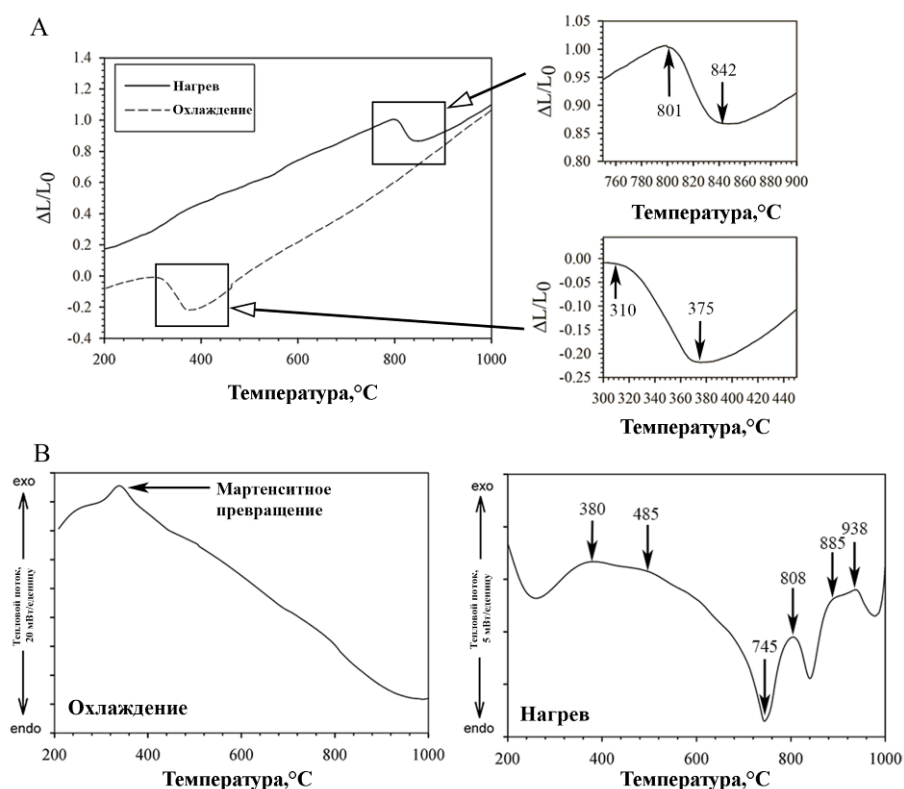 A
ΔL/L0
1.4
1.2
1.0
0.8
0.6
0.4
0.2
0.0
-0.2
-0.4
Нагрев
Охлаждение
200 400 600 800 1000
Температура,°C
ΔL/L0
1.00
0.95
0.90
0.85
0.80
801
842
760 780 800 820 840 860 880 900
Температура,°C
ΔL/L0
0.00
-0.05
-0.10
-0.15
-0.20
-0.25
310
375
300 320 340 360 380 400 420 440
Температура,°C
B
exo
Тепловой поток,
20 мВт/еденицу
endo
Мартенситное
превращение
Охлаждение
200 400 600 800 1000
Температура,°C
exo
Тепловой поток,
5 мВт/еденицу
endo
380
485
745
808
885
938
Нагрев
200 400 600 800 1000
Температура,°C